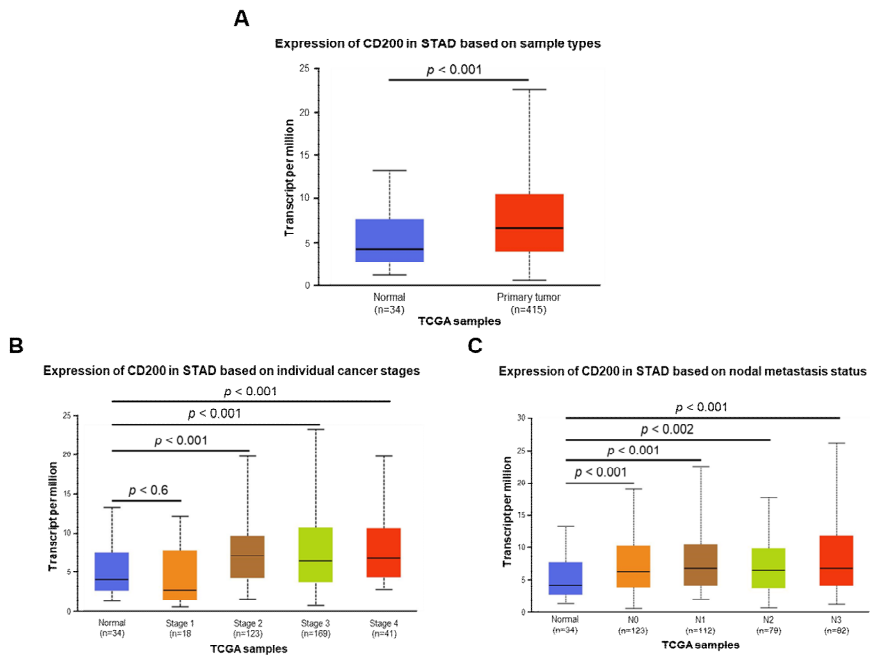 A
Expression of CD200 in STAD based on sample types
p < 0.001
25
20
15
10
5
0
Transcript per million
Normal
(n=34)
Primary tumor
(n=415)
TCGA samples
B
Expression of CD200 in STAD based on individual cancer stages
p < 0.001
p < 0.001
p < 0.001
p < 0.6
25
20
15
10
5
0
Transcript per million
Normal
(n=34)
Stage 1
(n=18
Stage 2
(n=123)
Stage 3
(n=169)
Stage 4
(n=41)
TCGA samples
C
Expression of CD200 in STAD based on nodal metastasis status
p < 0.001
p < 0.002
p < 0.001
p < 0.001
30
25
20
15
10
5
0
Transcript per million
Normal
(n=34)
N0
(n=123)
N1
(n=112)
N2
(n=79)
N3
(n=82)
TCGA samples